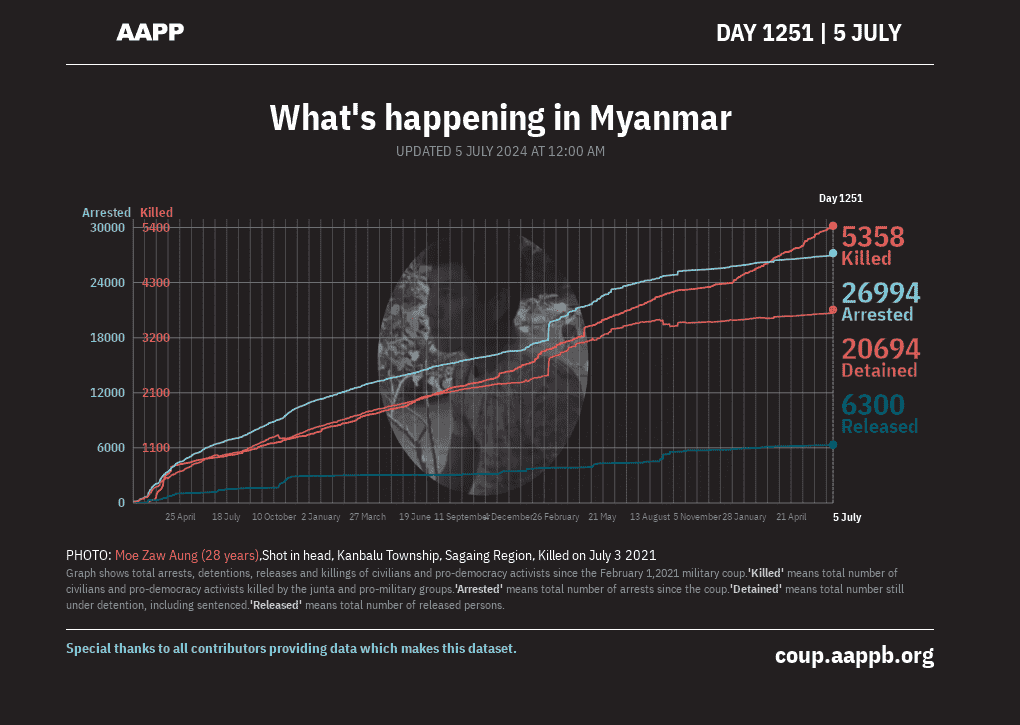 AAPP
DAY 1251 | 5 JULY
What's happening in Myanmar
UPDATED 5 JULY 2024 AT 12:00 AM
Day 1251
Arrested Killed
30000 5400
24000 4300
18000 3200
12000 2100
6000 1100
0
5358
Killed
26994
Arrested
20694
Detained
6300
Released
25 April 18 July 10 October 2 January 27 March 19 June 11 September 4 December 26 February 21 May 13 August 5 November 28 January 21 April 5 July
PHOTO: Moe Zaw Aung (28 years),Shot in head, Kanbalu Township, Sagaing Region, Killed on July 3 2021
Graph shows total arrests, detentions, releases and killings of civilians and pro-democracy activists since the February 1,2021 military coup.'Killed' means total number of
civilians and pro-democracy activists killed by the junta and pro-military groups.'Arrested' means total number of arrests since the coup.'Detained' means total number still
under detention, including sentenced.'Released' means total number of released persons.
Special thanks to all contributors providing data which makes this dataset.
coup.aappb.org